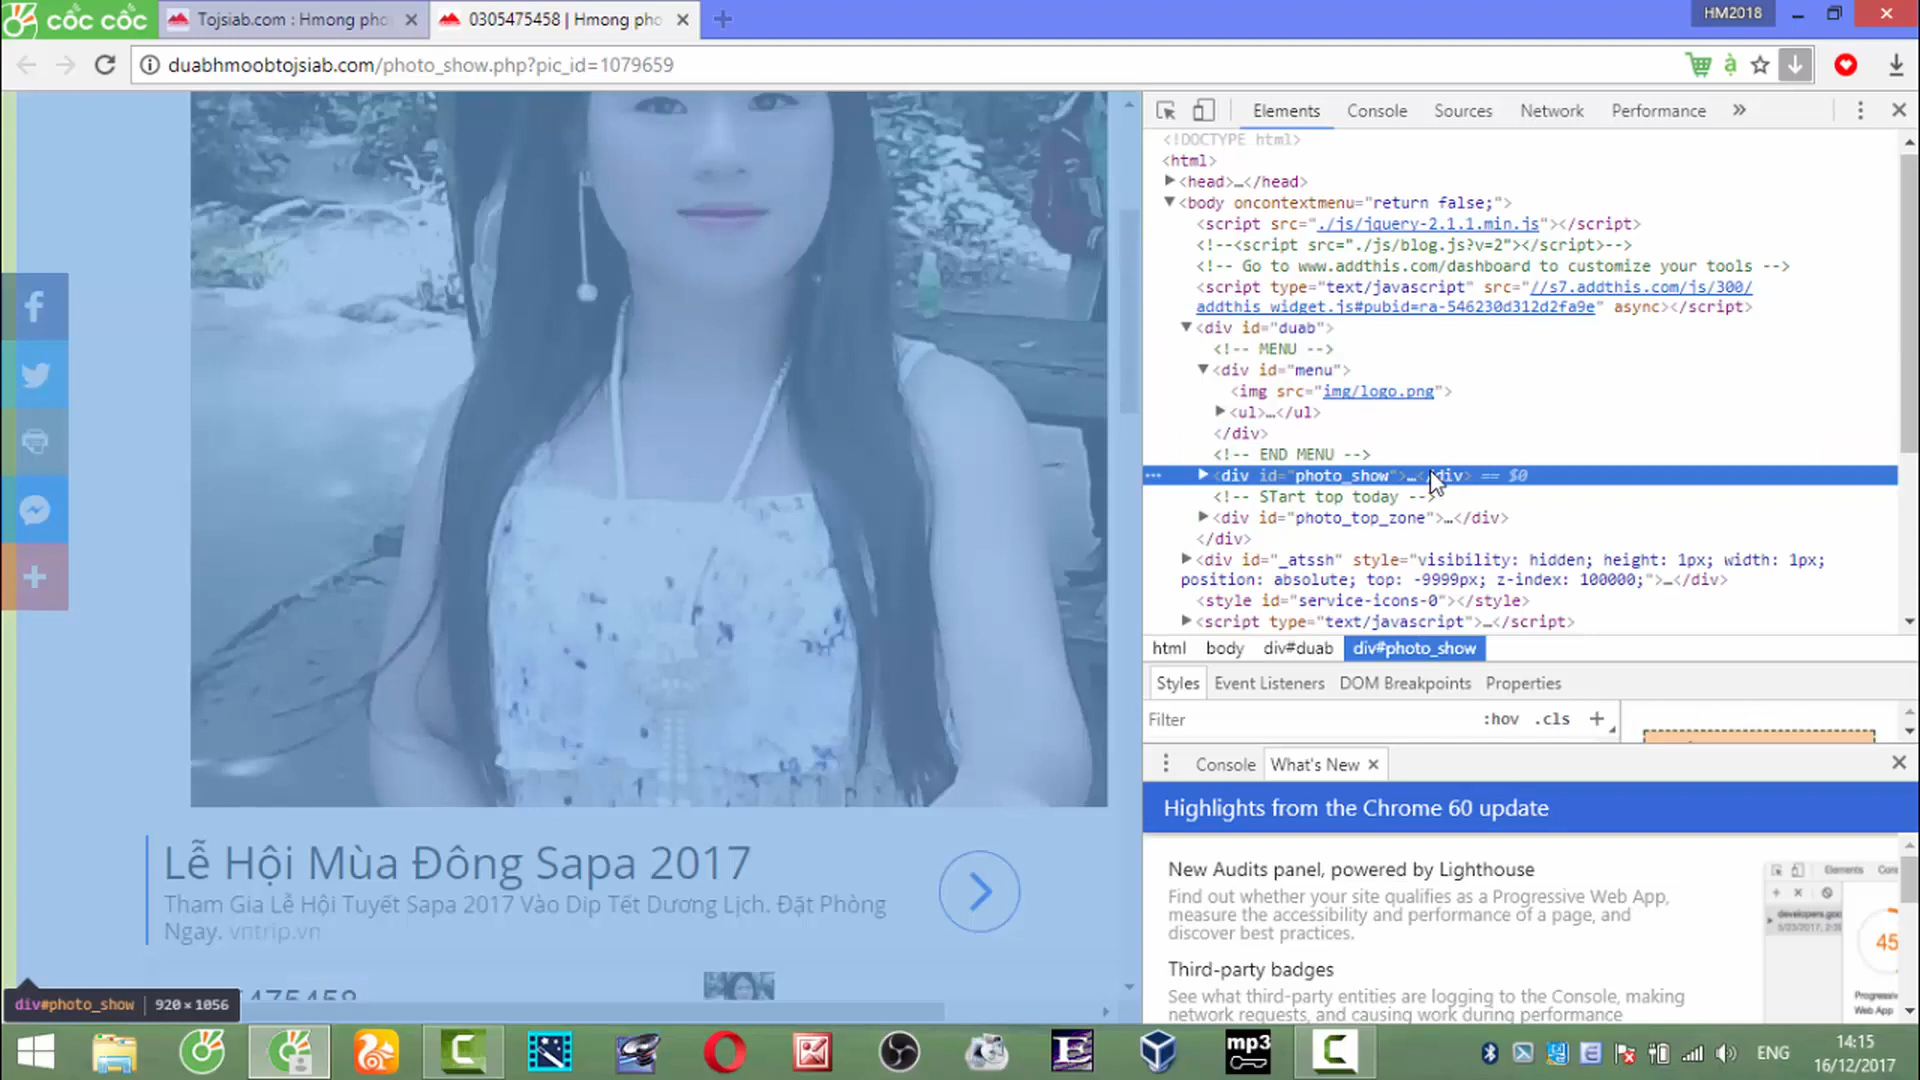 cốc cốc
Tojsiab.com : Hmong pho
0305475458 | Hmong pho
HM2018
duabhmoobtojsiab.com/photo_show.php?pic_id=1079659
à
Elements Console Sources Network Performance »
<!DOCTYPE html>
<html>
<head>…</head>
<body oncontextmenu="return false;">
<script src="./js/jquery-2.1.1.min.js"></script>
<!--<script src="./js/blog.js?v=2"></script>-->
<!-- Go to www.addthis.com/dashboard to customize your tools -->
<script type="text/javascript" src="//s7.addthis.com/js/300/
addthis_widget.js#pubid=ra-546230d312d2fa9e" async></script>
<div id="duab">
<!-- MENU -->
<div id="menu">
<img src="img/logo.png">
<ul>…</ul>
</div>
<!-- END MENU -->
<div id="photo_show">…</div> == $0
<!-- STart top today -->
<div id="photo_top_zone">…</div>
</div>
<div id="_atssh" style="visibility: hidden; height: 1px; width: 1px;
position: absolute; top: -9999px; z-index: 100000;">…</div>
<style id="service-icons-0"></style>
<script type="text/javascript">…</script>
html body div#duab div#photo_show
Styles Event Listeners DOM Breakpoints Properties
Filter :hov .cls +
Console What's New ×
Highlights from the Chrome 60 update
New Audits panel, powered by Lighthouse
Find out whether your site qualifies as a Progressive Web App,
measure the accessibility and performance of a page, and
discover best practices.
Third-party badges
See what third-party entities are logging to the Console, making
network requests, and causing work during performance
Elements
45
Web App
Lễ Hội Mùa Đông Sapa 2017
Tham Gia Lễ Hội Tuyết Sapa 2017 Vào Dịp Tết Dương Lịch. Đặt Phòng
Ngay. vntrip.vn
div#photo_show 920 × 1056
mp3
ENG
14:15
16/12/2017